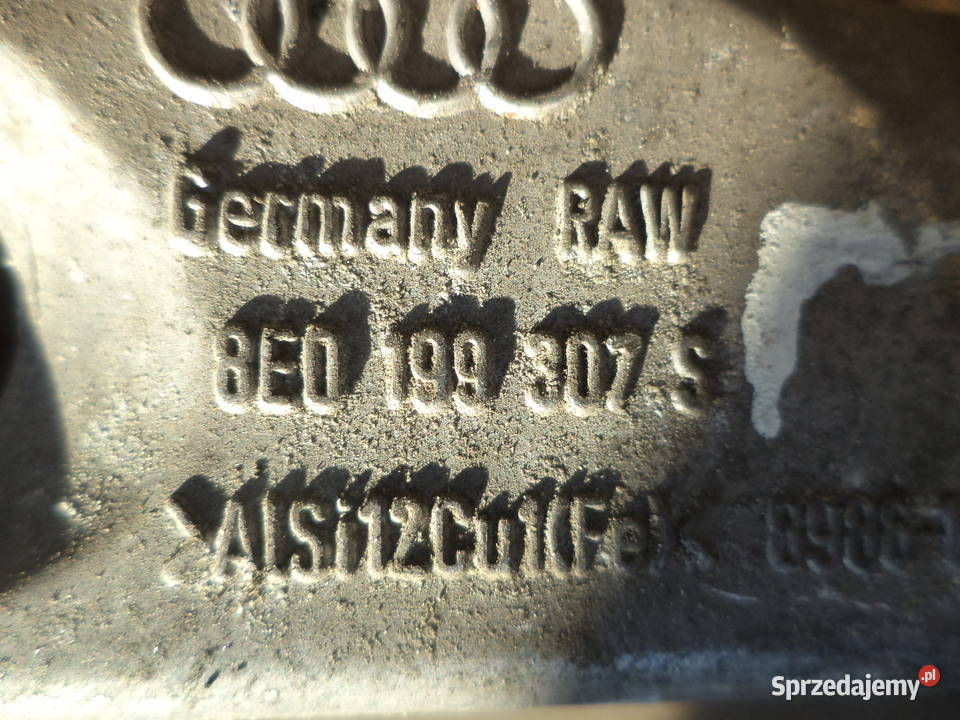 Germany RAW
8E0 199 307 S
>AlSi12Cu1(Fe)<
Sprzedajemy.pl